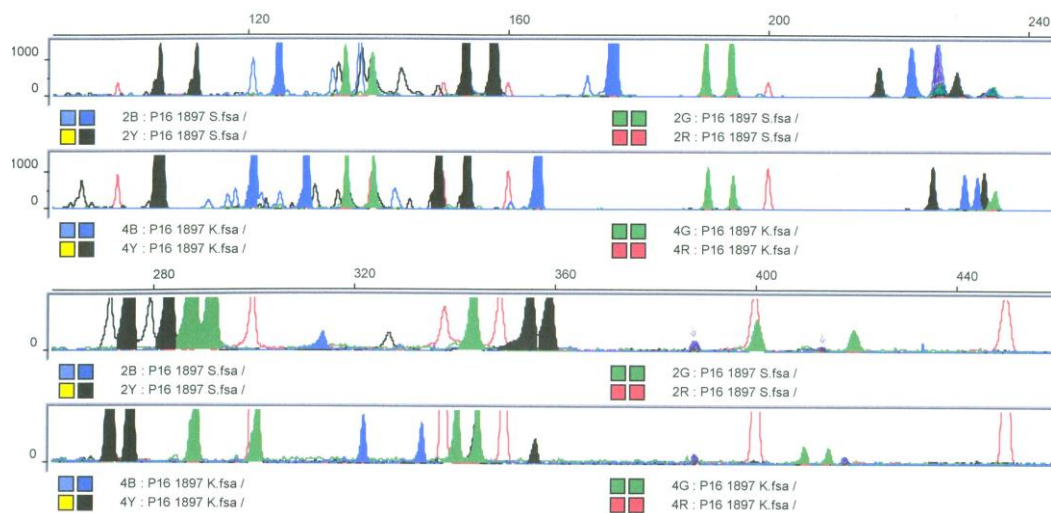 120 160 200 240
1000
0
2B : P16 1897 S.fsa / 2G : P16 1897 S.fsa /
2Y : P16 1897 S.fsa / 2R : P16 1897 S.fsa /
1000
0
4B : P16 1897 K.fsa / 4G : P16 1897 K.fsa /
4Y : P16 1897 K.fsa / 4R : P16 1897 K.fsa /
280 320 360 400 440
0
2B : P16 1897 S.fsa / 2G : P16 1897 S.fsa /
2Y : P16 1897 S.fsa / 2R : P16 1897 S.fsa /
0
4B : P16 1897 K.fsa / 4G : P16 1897 K.fsa /
4Y : P16 1897 K.fsa / 4R : P16 1897 K.fsa /